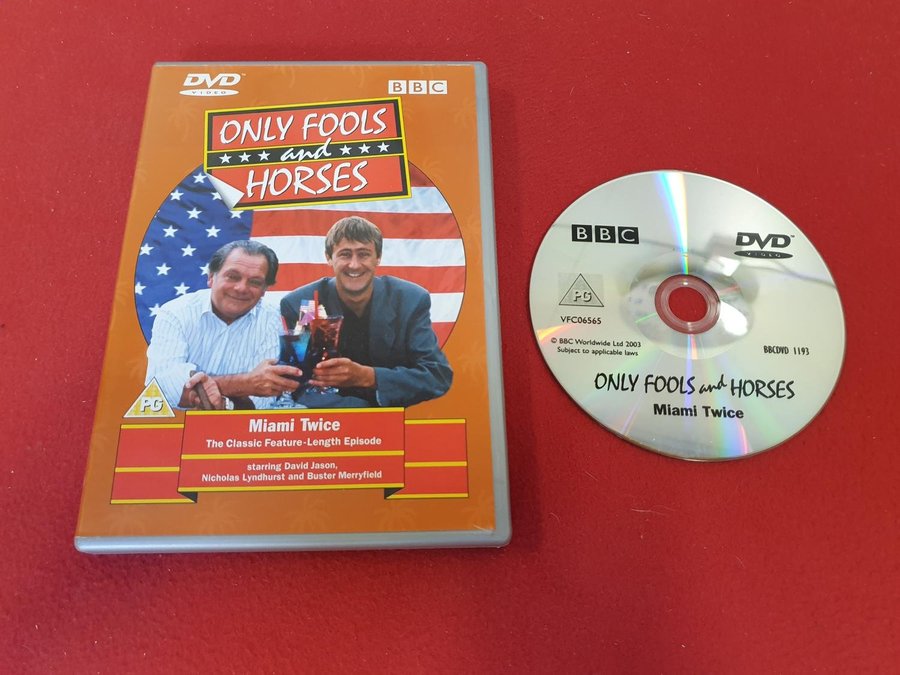 DVD
VIDEO
BBC
ONLY FOOLS
and
HORSES
PG
Miami Twice
The Classic Feature-Length Episode
starring David Jason,
Nicholas Lyndhurst and Buster Merryfield
BBC
DVD™
VIDEO
PG
VFC06565
© BBC Worldwide Ltd 2003
Subject to applicable laws
BBCDVD 1193
ONLY FOOLS and HORSES
Miami Twice